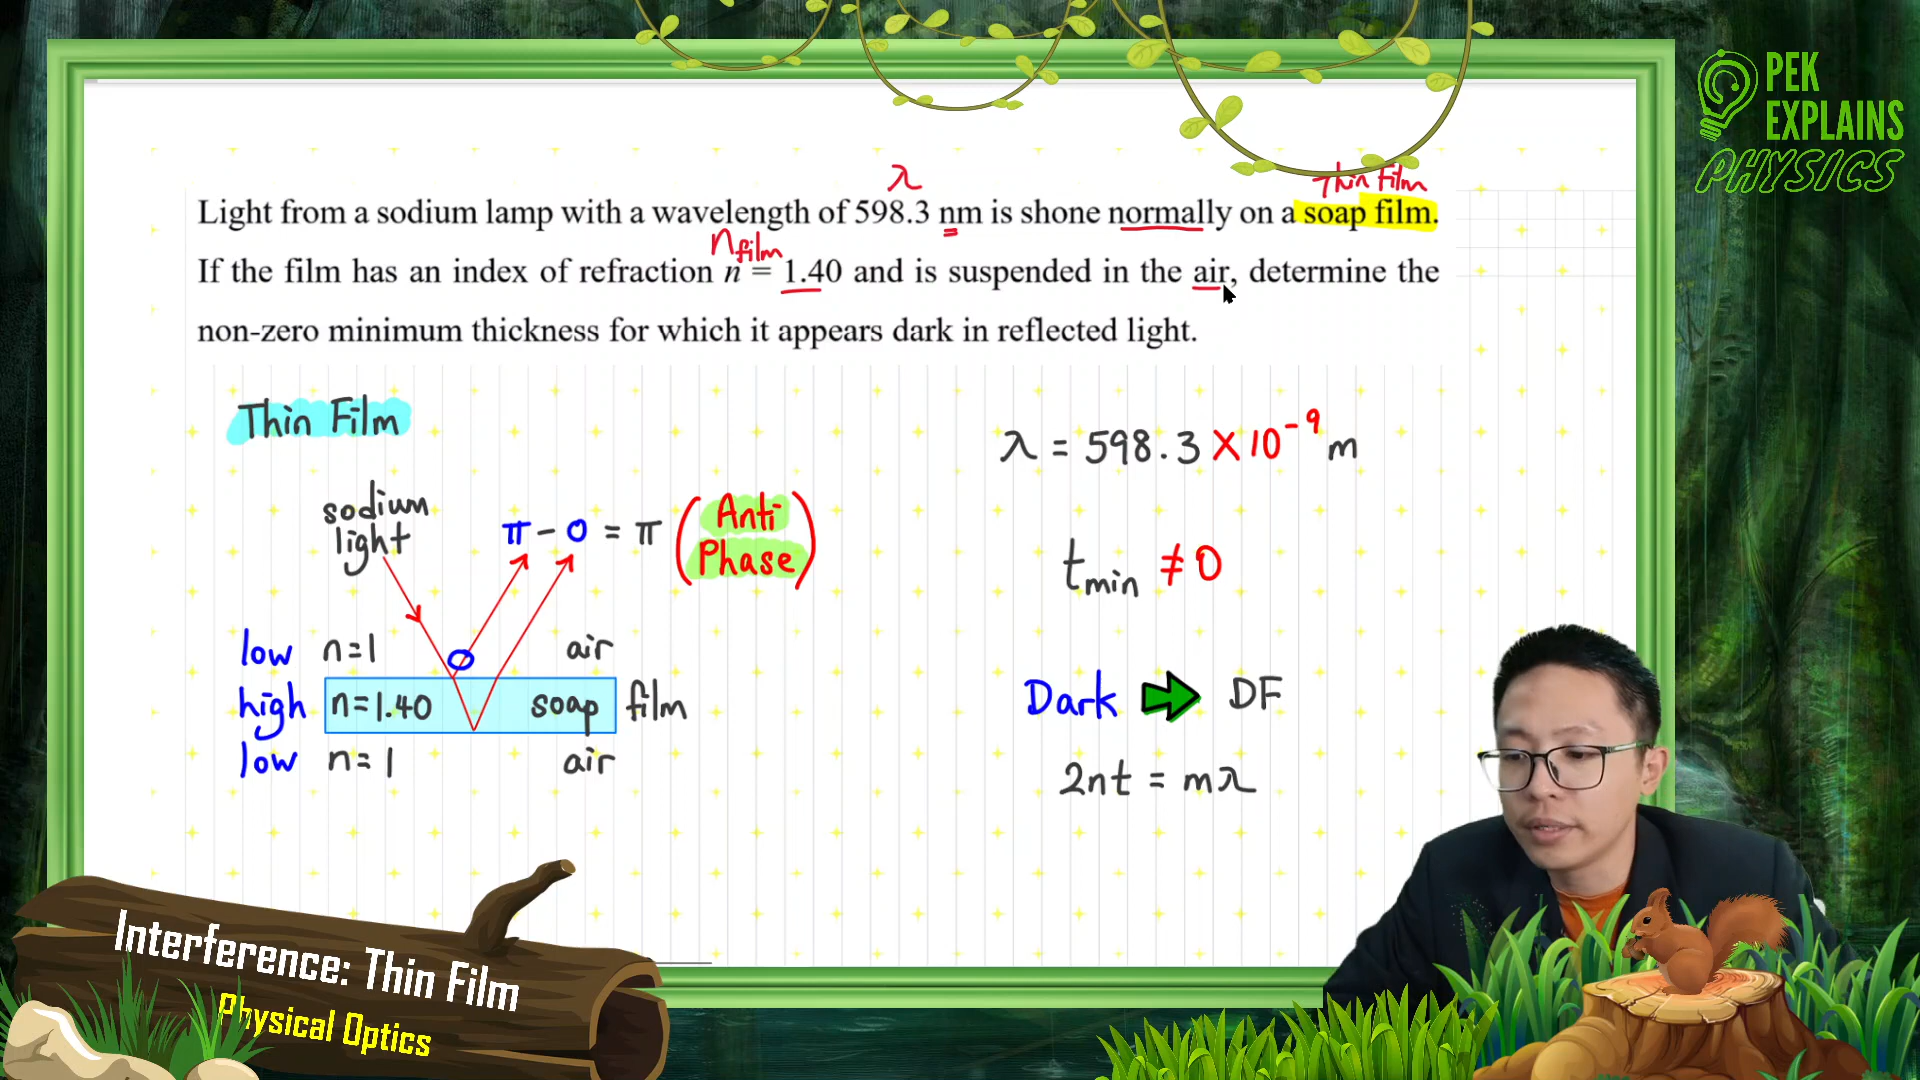 PEK
EXPLAINS
PHYSICS
λ
Thin Film
Light from a sodium lamp with a wavelength of 598.3 nm is shone normally on a soap film.
n film
If the film has an index of refraction n = 1.40 and is suspended in the air, determine the
non-zero minimum thickness for which it appears dark in reflected light.
Thin Film
sodium
light
π - 0 = π (Anti
Phase)
low n=1 air
high n=1.40 soap film
low n=1 air
λ = 598.3 × 10⁻⁹ m
tmin ≠ 0
Dark DF
2nt = mλ
Interference: Thin Film
Physical Optics